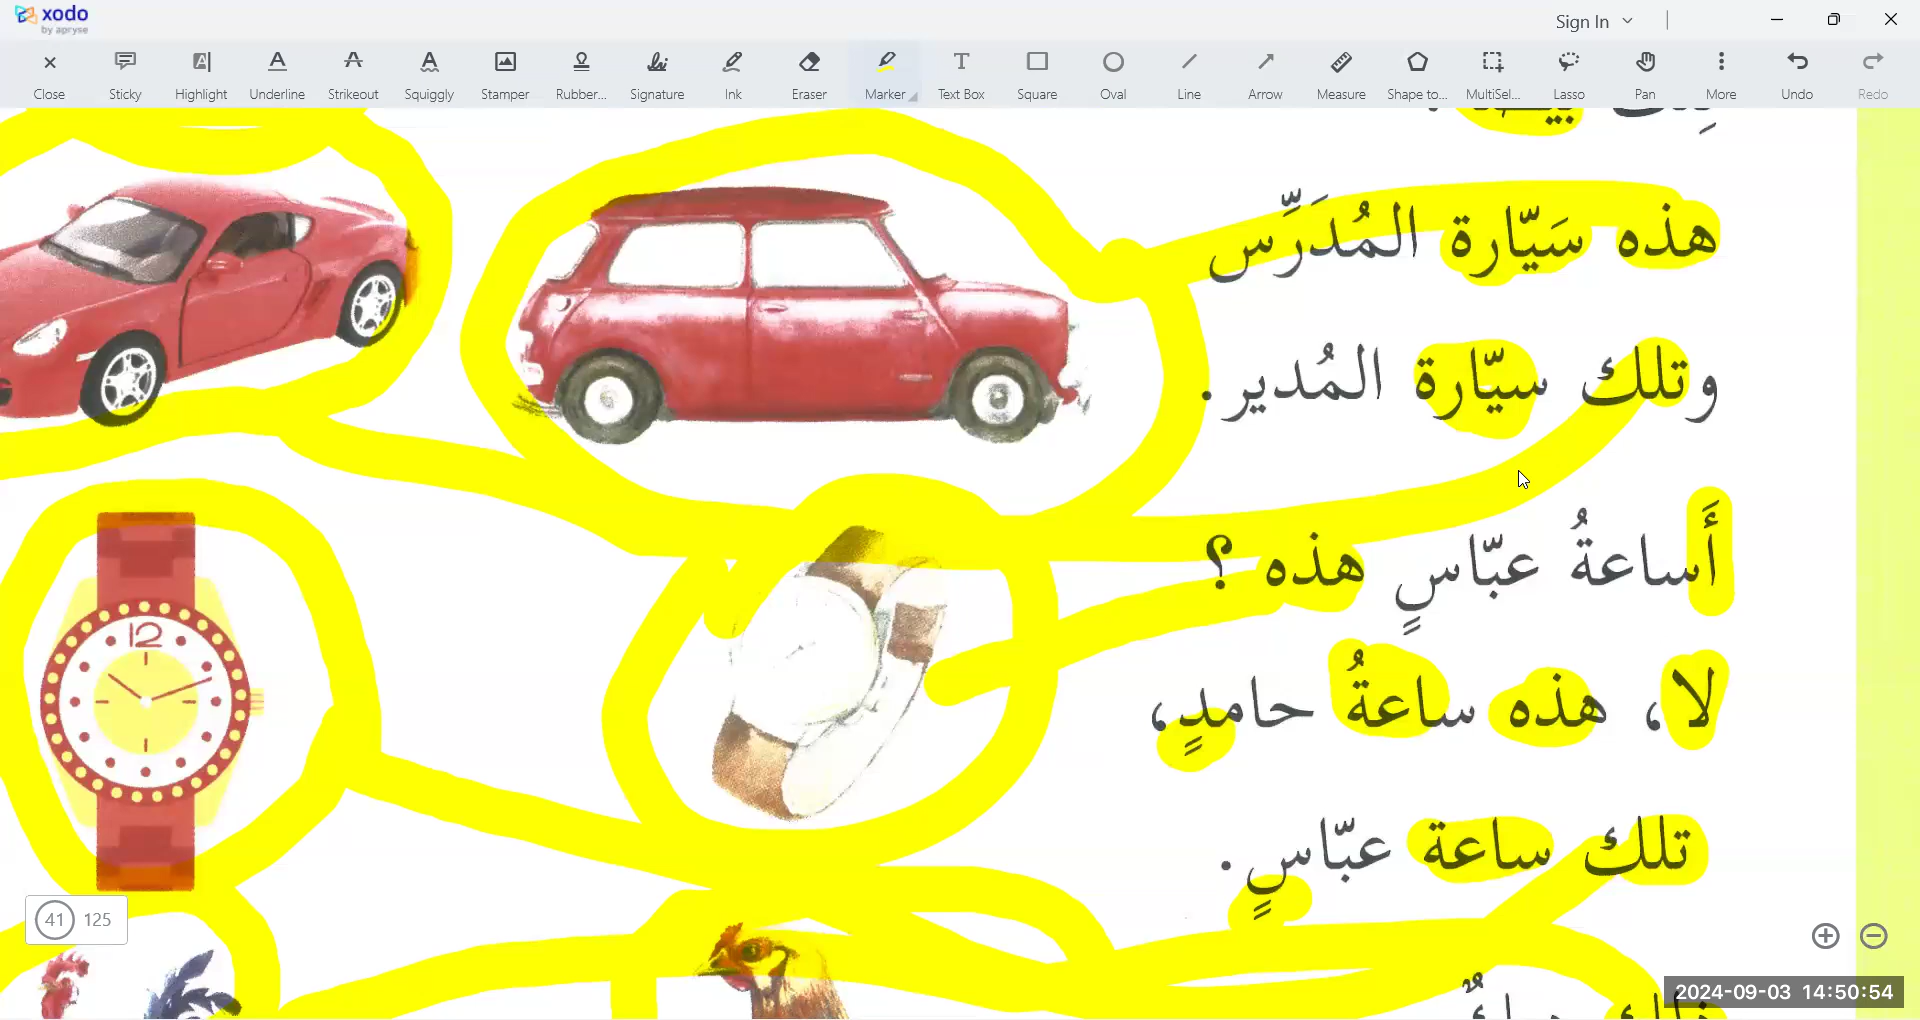 xodo
by apryse
Sign In
Close Sticky Highlight Underline Strikeout Squiggly Stamper Rubber... Signature Ink Eraser Marker Text Box Square Oval Line Arrow Measure Shape to... MultiSel... Lasso Pan More Undo Redo
هذه سَيّارة المُدَرِّس
وتلك سيّارة المُدير.
أَساعةُ عبّاسٍ هذه ؟
لا، هذه ساعةُ حامدٍ،
تلك ساعة عبّاسٍ.
12
41 125
2024-09-03 14:50:54